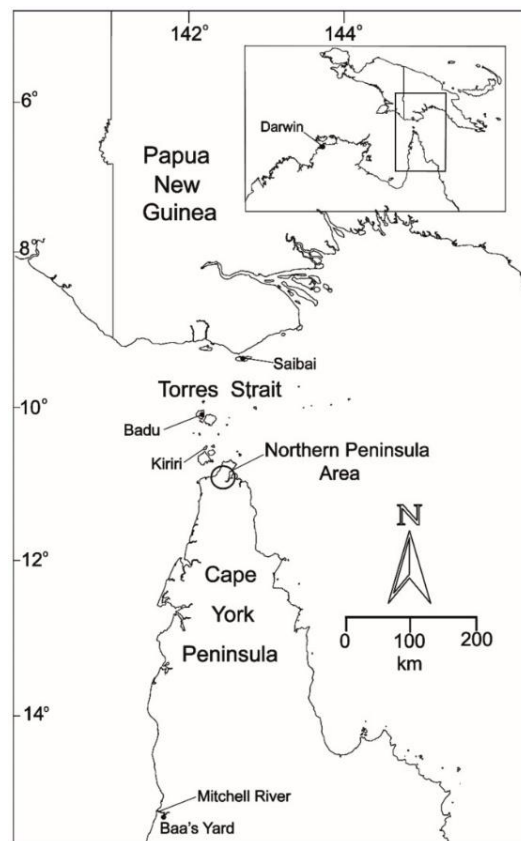 142°
144°
6°
Darwin
Papua
New
Guinea
8°
Saibai
Torres Strait
10°
Badu
Kiriri
Northern Peninsula
Area
N
12°
Cape
York
Peninsula
0 100 200
km
14°
Mitchell River
Baa's Yard